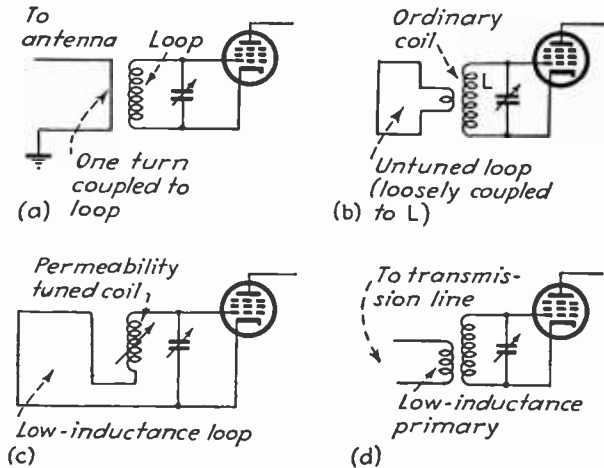 To
antenna
Loop
One turn
coupled to
loop
(a)
Ordinary
coil
L
Untuned loop
(loosely coupled
to L)
(b)
Permeability
tuned coil
Low-inductance loop
(c)
To transmis-
sion line
Low-inductance
primary
(d)